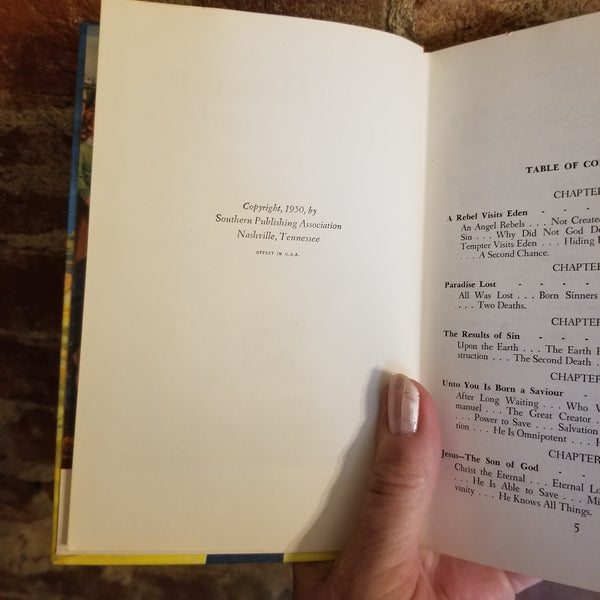 Copyright, 1950, by
Southern Publishing Association
Nashville, Tennessee
OFFSET IN U.S.A.
TABLE OF CO
CHAPTE
A Rebel Visits Eden - - -
An Angel Rebels . . . Not Create
Sin . . . Why Did Not God De
Tempter Visits Eden . . . Hiding
. . . A Second Chance.
CHAPTE
Paradise Lost - - - -
All Was Lost . . . Born Sinners
. . . Two Deaths.
CHAPTER
The Results of Sin - - -
Upon the Earth . . . The Earth
struction . . . The Second Death .
CHAPTER
Unto You Is Born a Saviour -
After Long Waiting . . . Who W
manuel . . . The Great Creator .
. . . Power to Save . . . Salvation
tion . . . He Is Omnipotent . . .
CHAPTER
Jesus—The Son of God - -
Christ the Eternal . . . Eternal Lo
. . . He Is Able to Save . . . Mi
vinity . . . He Knows All Things.
5